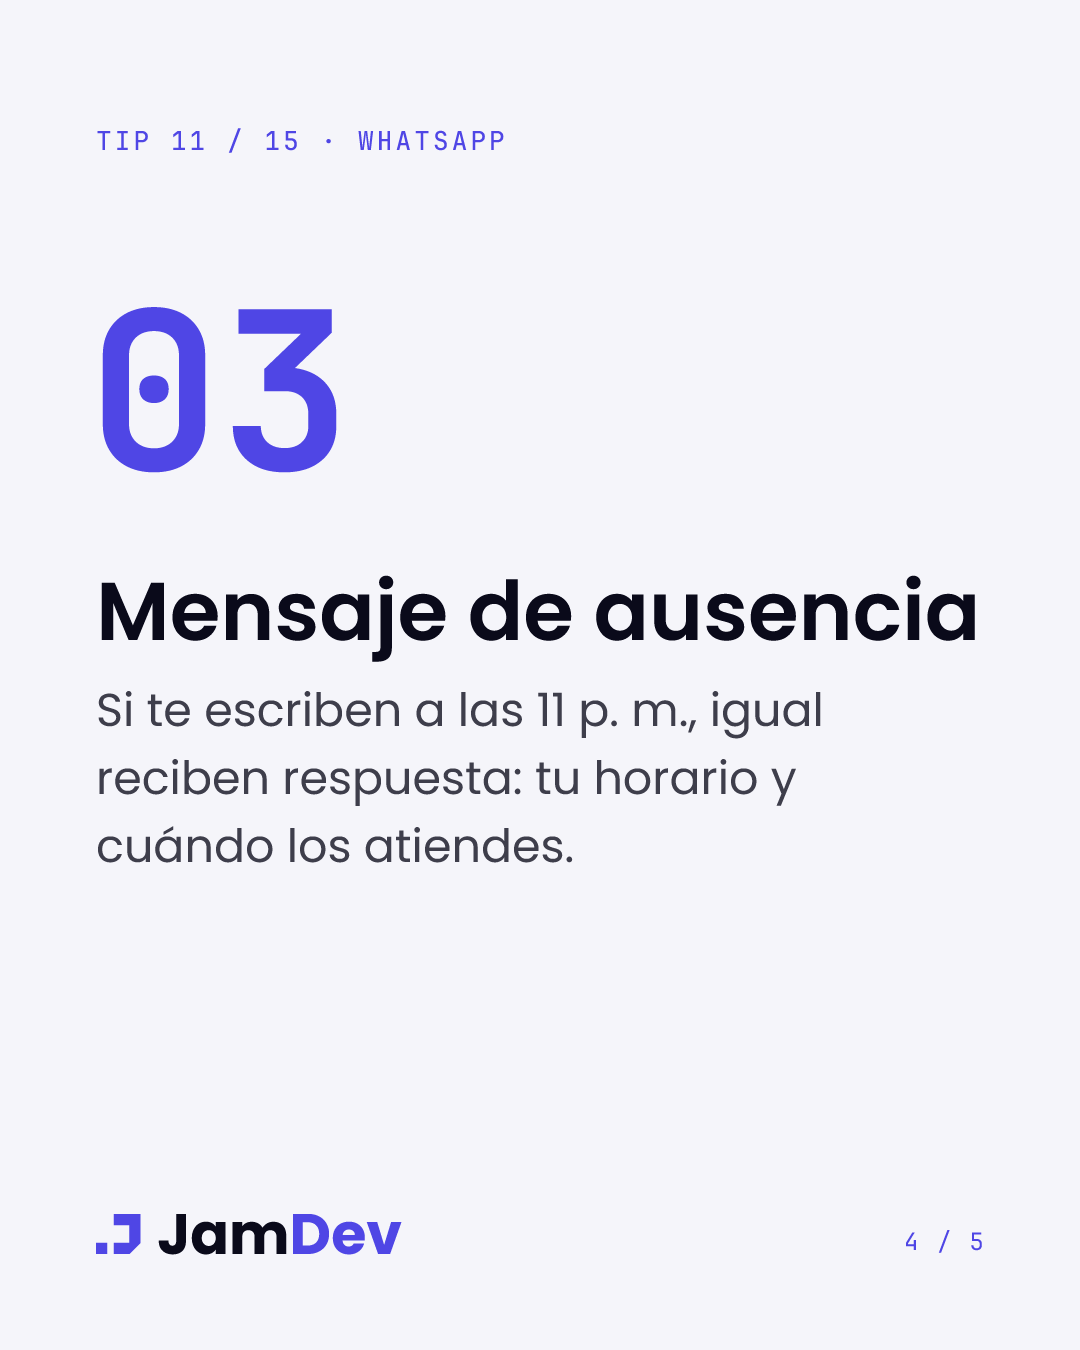 TIP 11 / 15 · WHATSAPP
03
Mensaje de ausencia
Si te escriben a las 11 p. m., igual
reciben respuesta: tu horario y
cuándo los atiendes.
JamDev
4 / 5